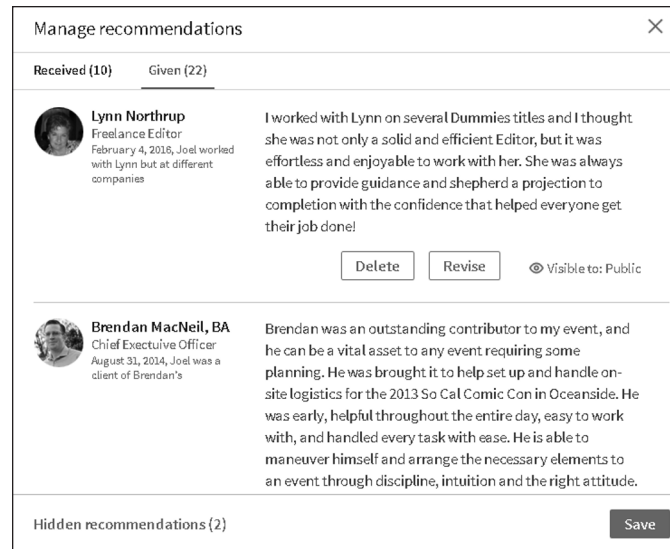 Manage recommendations
Received (10)
Given (22)
Lynn Northrup
Freelance Editor
February 4, 2016, Joel worked
with Lynn but at different
companies
I worked with Lynn on several Dummies titles and I thought
she was not only a solid and efficient Editor, but it was
effortless and enjoyable to work with her. She was always
able to provide guidance and shepherd a projection to
completion with the confidence that helped everyone get
their job done!
Delete
Revise
Visible to: Public
Brendan MacNeil, BA
Chief Exectuive Officer
August 31, 2014, Joel was a
client of Brendan's
Brendan was an outstanding contributor to my event, and
he can be a vital asset to any event requiring some
planning. He was brought it to help set up and handle on-
site logistics for the 2013 So Cal Comic Con in Oceanside. He
was early, helpful throughout the entire day, easy to work
with, and handled every task with ease. He is able to
maneuver himself and arrange the necessary elements to
an event through discipline, intuition and the right attitude.
Hidden recommendations (2)
Save